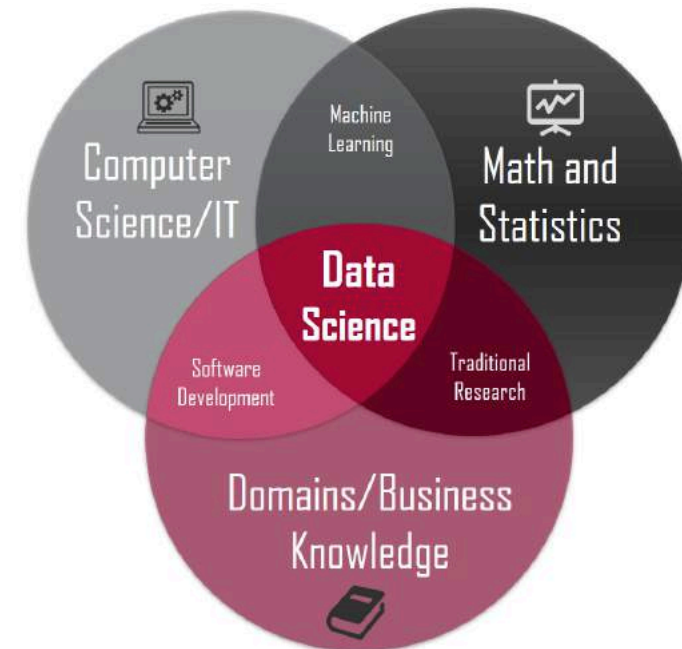 Machine
Learning
Computer
Science/IT
Math and
Statistics
Data
Science
Software
Development
Traditional
Research
Domains/Business
Knowledge